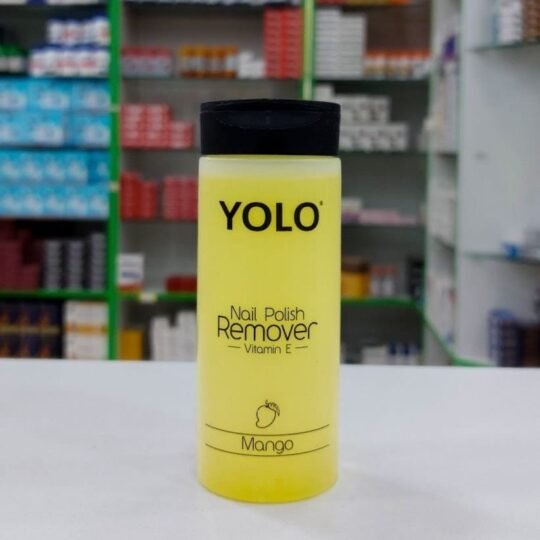 YOLO®
Nail Polish
Remover
— Vitamin E —
Mango